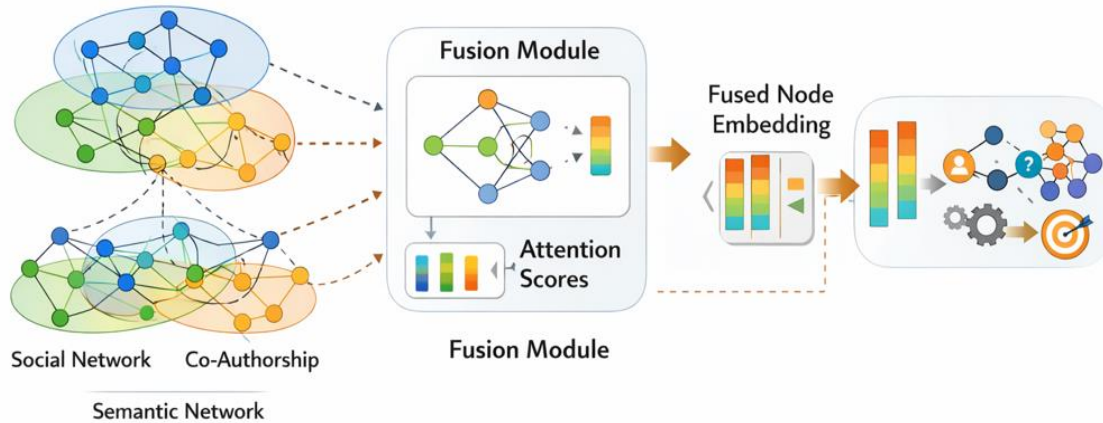 Fusion Module
Attention
Scores
Fusion Module
Fused Node
Embedding
?
Social Network
Co-Authorship
Semantic Network